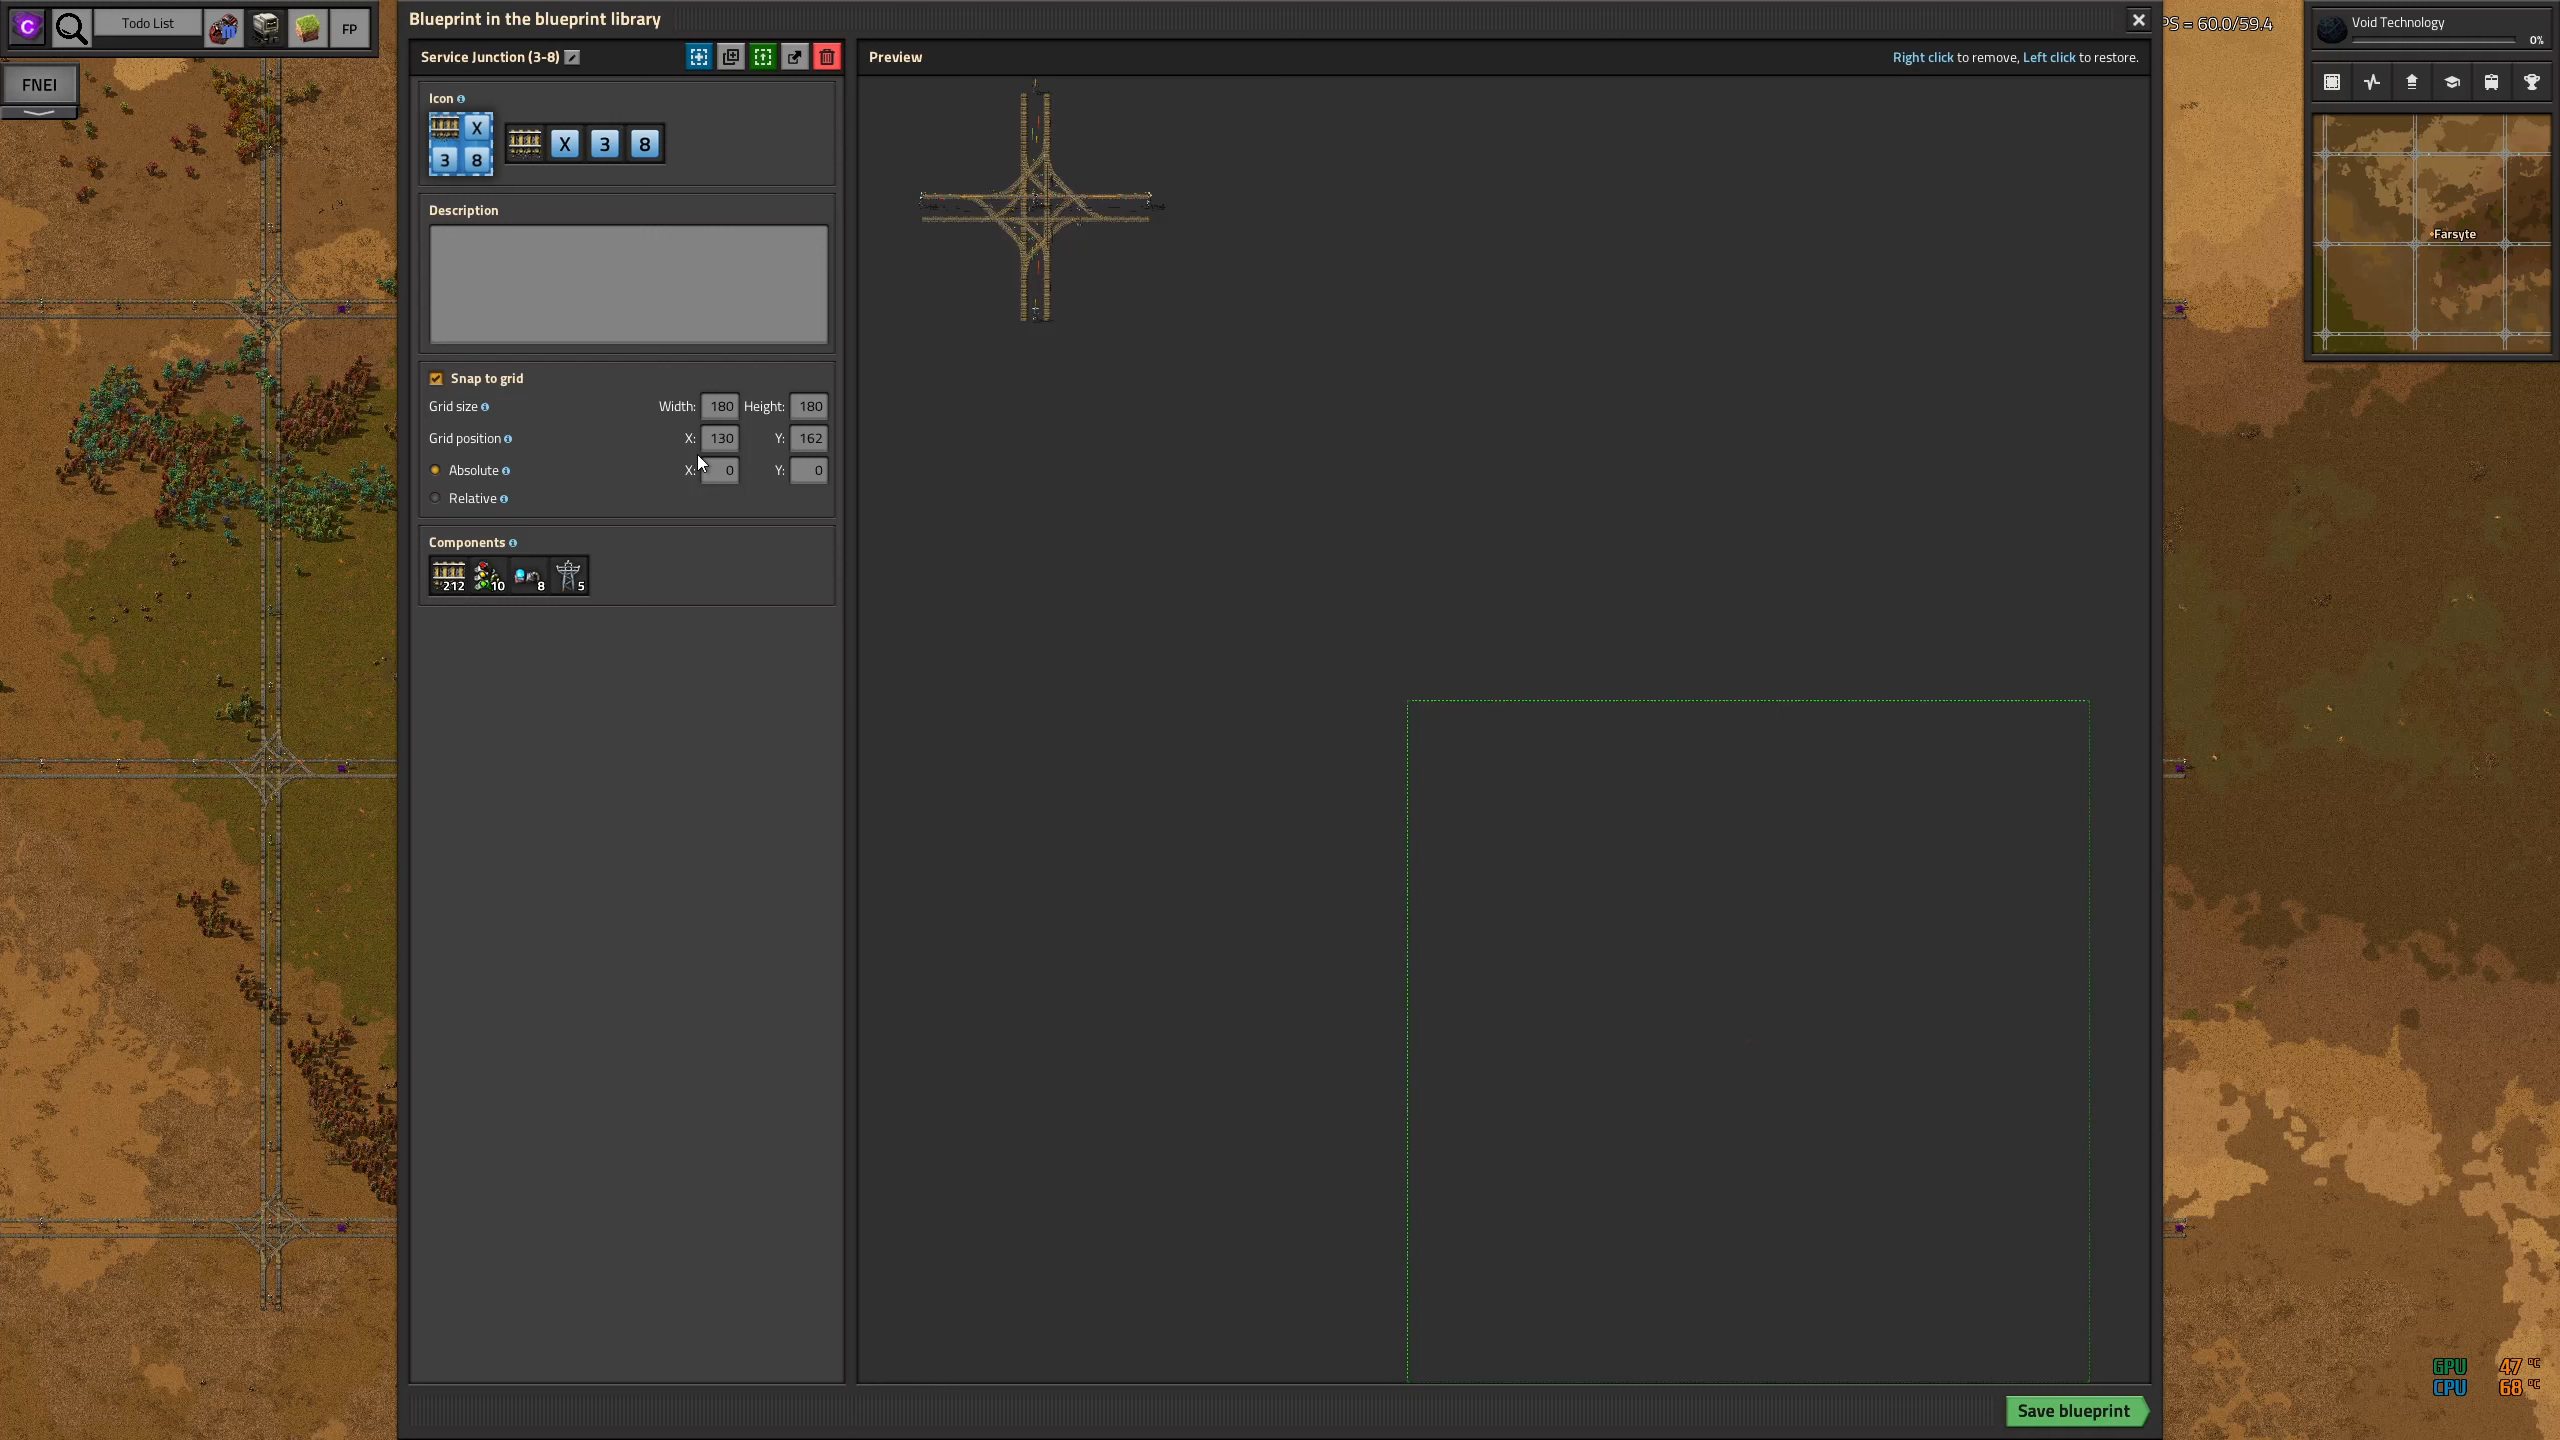 Todo List
FP
FNEI
Blueprint in the blueprint library
PS = 60.0/59.4
Void Technology
0%
Service Junction (3-8)
Preview
Right click to remove, Left click to restore.
Icon
X
3 8
X 3 8
Description
Farsyte
Snap to grid
Grid size Width: 180 Height: 180
Grid position X: 130 Y: 162
Absolute X: 0 Y: 0
Relative
Components
212 10 8 5
GPU 47 °C
CPU 68 °C
Save blueprint